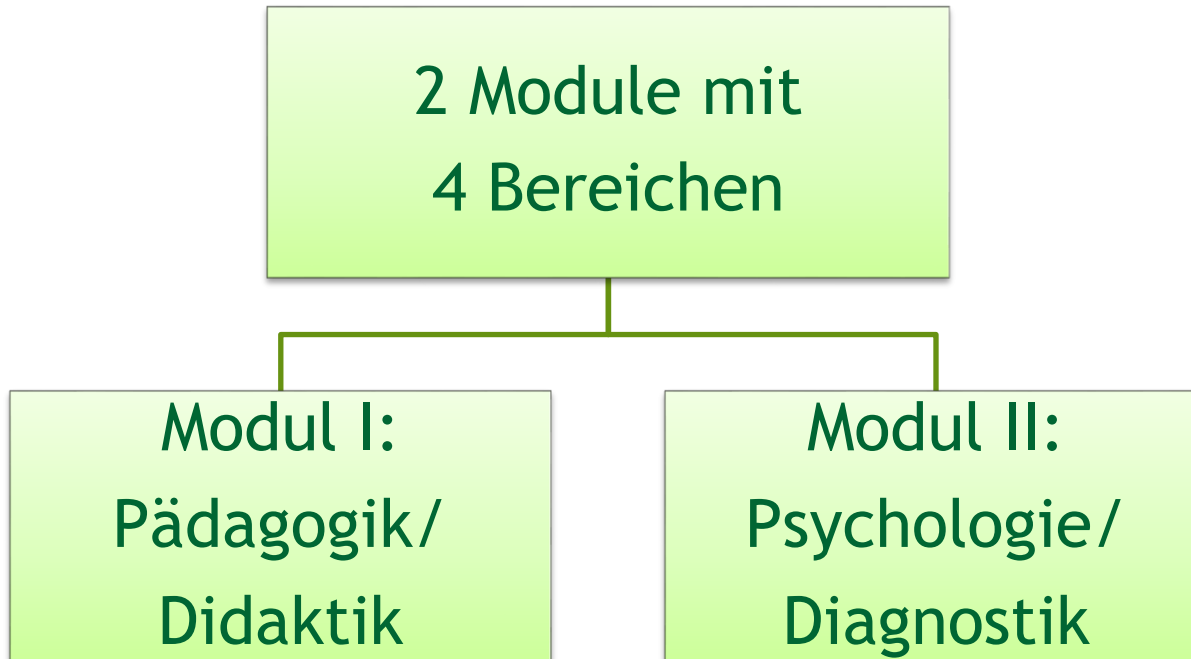 2 Module mit
4 Bereichen
Modul I:
Pädagogik/
Didaktik
Modul II:
Psychologie/
Diagnostik